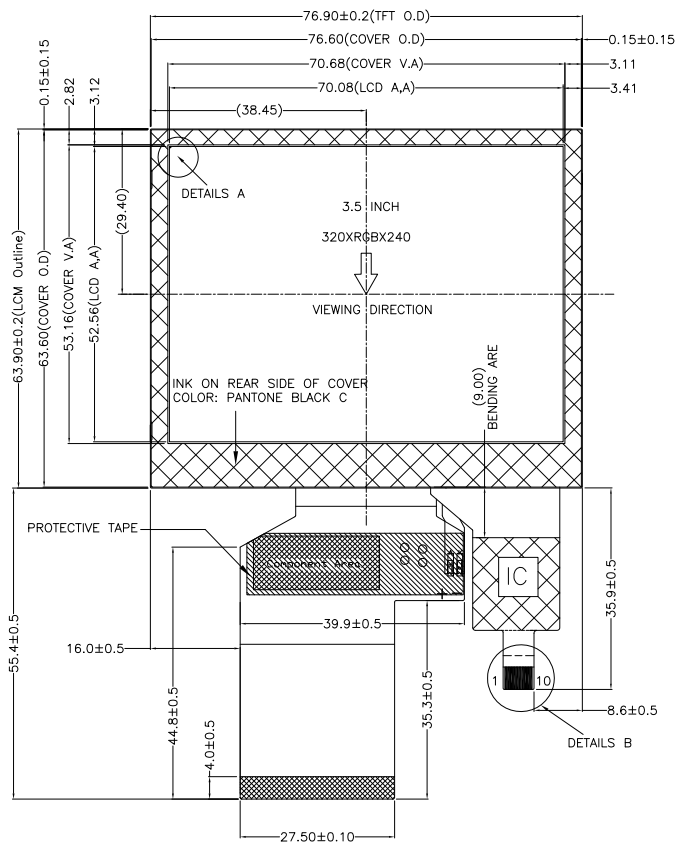 76.90±0.2(TFT O.D)
76.60(COVER O.D)
0.15±0.15
70.68(COVER V.A)
3.11
70.08(LCD A,A)
3.41
(38.45)
0.15±0.15
2.82
3.12
DETAILS A
(29.40)
3.5 INCH
320XRGBX240
VIEWING DIRECTION
63.90±0.2(LCM Outline)
63.60(COVER O.D)
53.16(COVER V.A)
52.56(LCD A,A)
INK ON REAR SIDE OF COVER
COLOR: PANTONE BLACK C
(9.00)
BENDING ARE
PROTECTIVE TAPE
Component Area
IC
39.9±0.5
16.0±0.5
55.4±0.5
44.8±0.5
4.0±0.5
35.3±0.5
35.9±0.5
1
10
8.6±0.5
DETAILS B
27.50±0.10